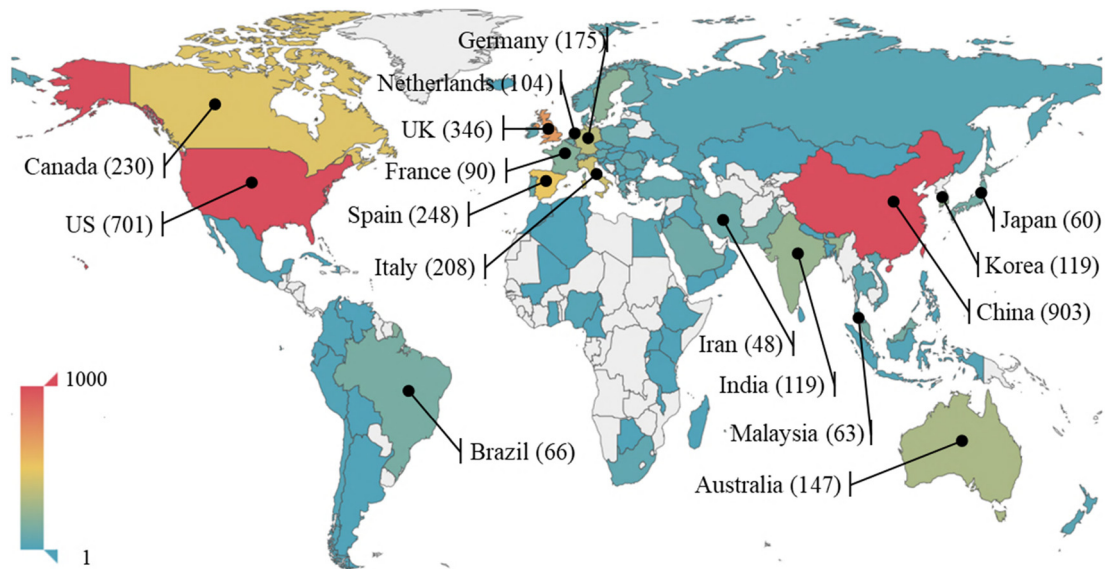 Germany (175)
Netherlands (104)
UK (346)
Canada (230)
France (90)
US (701)
Spain (248)
Japan (60)
Italy (208)
Korea (119)
China (903)
Iran (48)
1000
India (119)
Malaysia (63)
Brazil (66)
Australia (147)
1